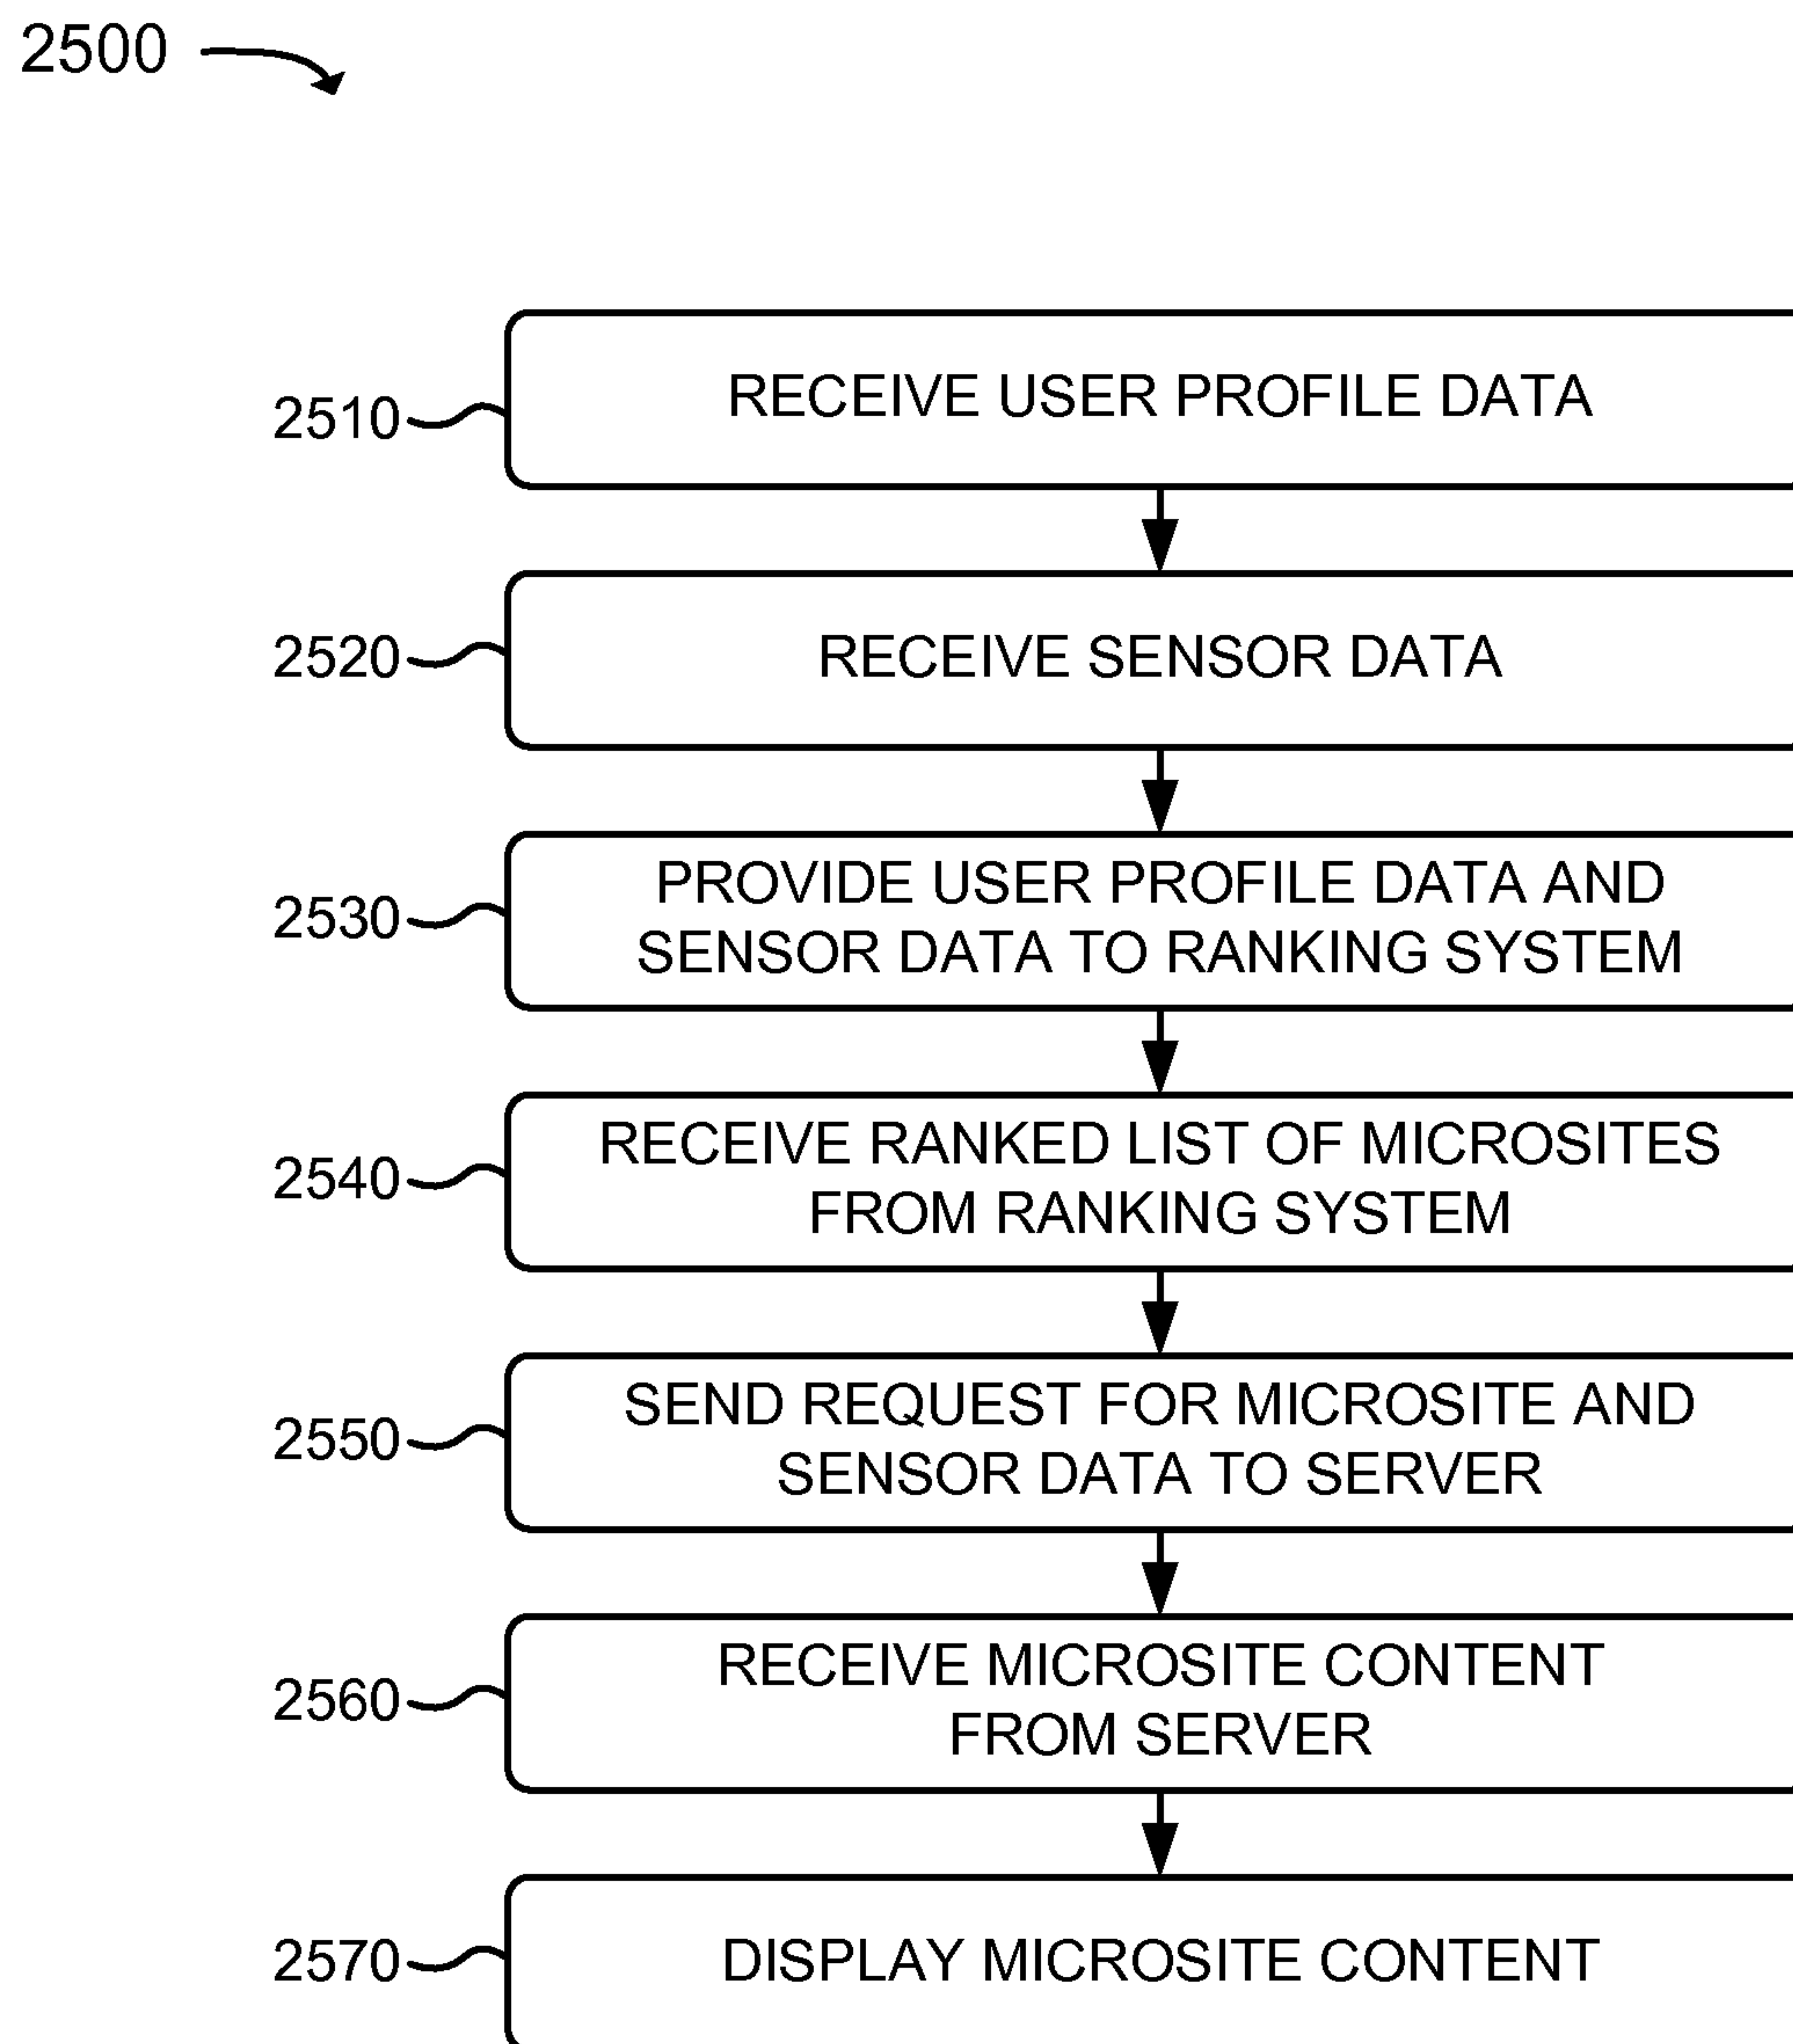 2500
2510
RECEIVE USER PROFILE DATA
2520
RECEIVE SENSOR DATA
2530
PROVIDE USER PROFILE DATA AND
SENSOR DATA TO RANKING SYSTEM
2540
RECEIVE RANKED LIST OF MICROSITES
FROM RANKING SYSTEM
2550
SEND REQUEST FOR MICROSITE AND
SENSOR DATA TO SERVER
2560
RECEIVE MICROSITE CONTENT
FROM SERVER
2570
DISPLAY MICROSITE CONTENT